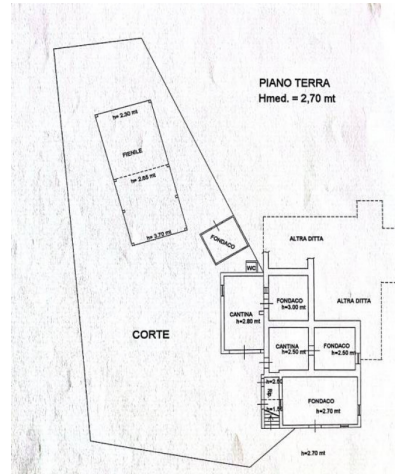 PIANO TERRA
Hmed. = 2,70 mt
h= 2.30 mt
FIENILE
h= 2.85 mt
h= 3.70 mt
FONDACO
WC
ALTRA DITTA
ALTRA DITTA
FONDACO
h=3.00 mt
CANTINA
h=2.80 mt
CORTE
CANTINA
h=2.50 mt
FONDACO
h=2.50 mt
FONDACO
h=2.70 mt
h=2.70 mt